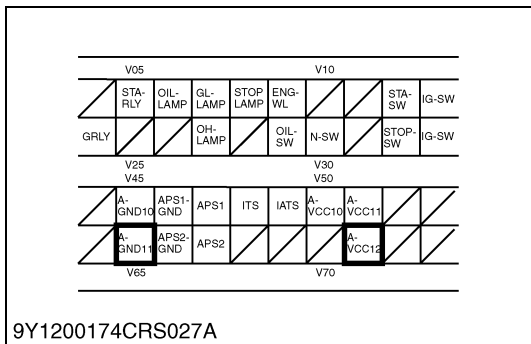 V05 V10
STA-RLY OIL-LAMP GL-LAMP STOP LAMP ENG-WL STA-SW IG-SW
GRLY OH-LAMP OIL-SW N-SW STOP-SW IG-SW
V25 V30
V45 V50
A-GND10 APS1-GND APS1 ITS IATS A-VCC10 A-VCC11
A-GND11 APS2-GND APS2 A-VCC12
V65 V70
9Y1200174CRS027A